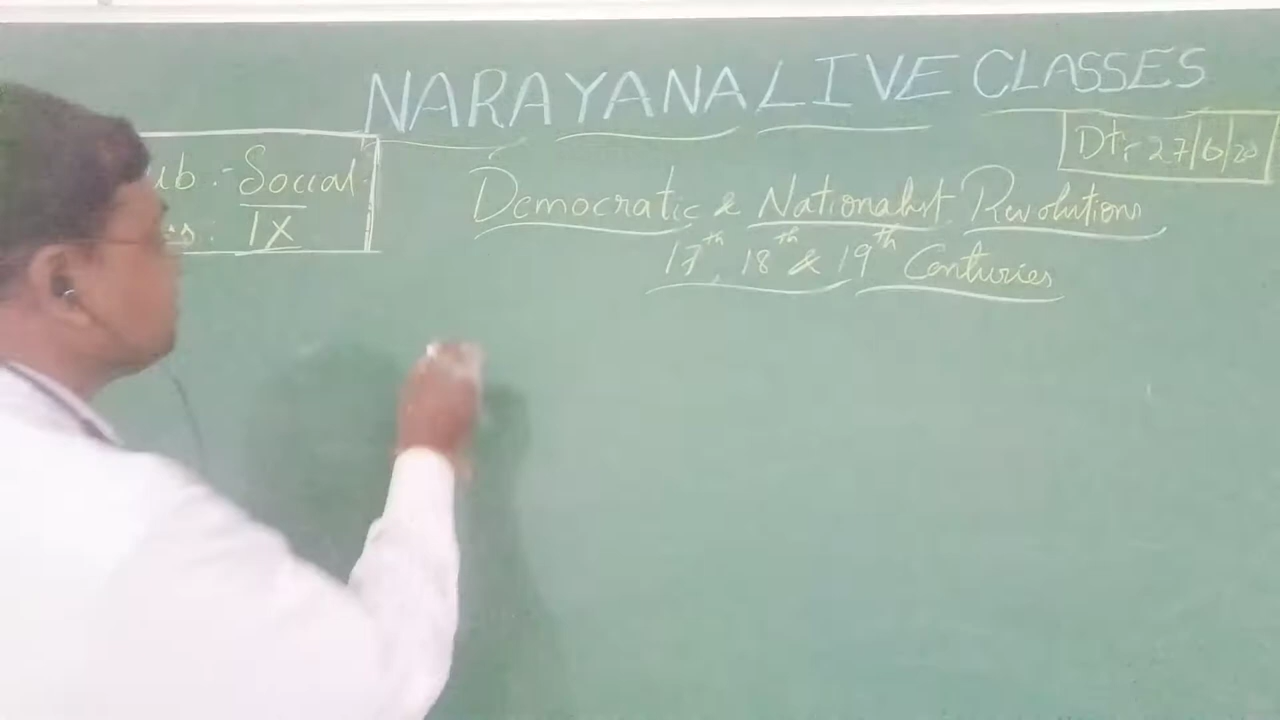 NARAYANA LIVE CLASSES
Dt: 27/6/20
ub :- Social.
ss: IX
Democratic & Nationalist Revolutions
17th, 18th & 19th Centuries